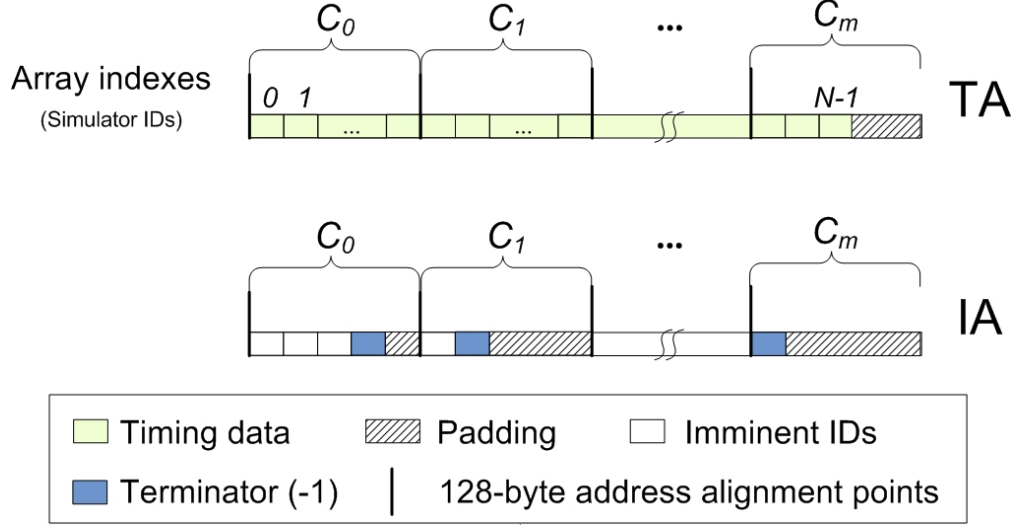 C0 C1 ... Cm
Array indexes
(Simulator IDs)
0 1 N-1
TA
... ...
C0 C1 ... Cm
IA
Timing data Padding Imminent IDs
Terminator (-1) 128-byte address alignment points